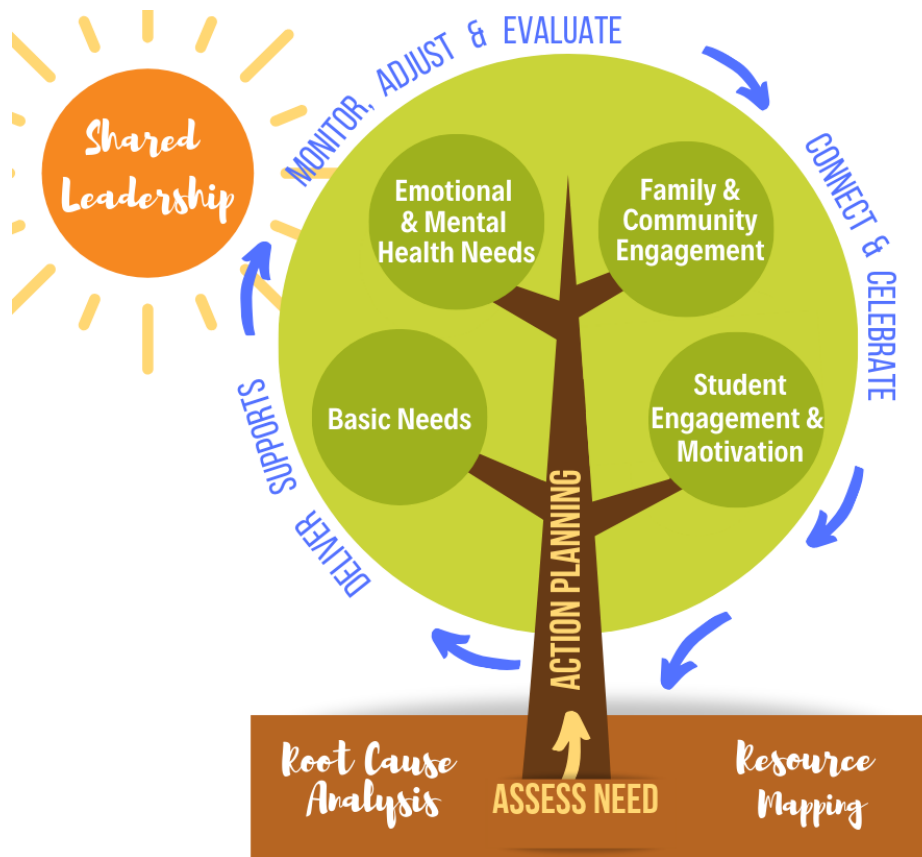 MONITOR, ADJUST & EVALUATE
Shared
Leadership
CONNECT & CELEBRATE
Emotional
& Mental
Health Needs
Family &
Community
Engagement
Basic Needs
Student
Engagement &
Motivation
DELIVER SUPPORTS
ACTION PLANNING
Root Cause
Analysis
ASSESS NEED
Resource
Mapping